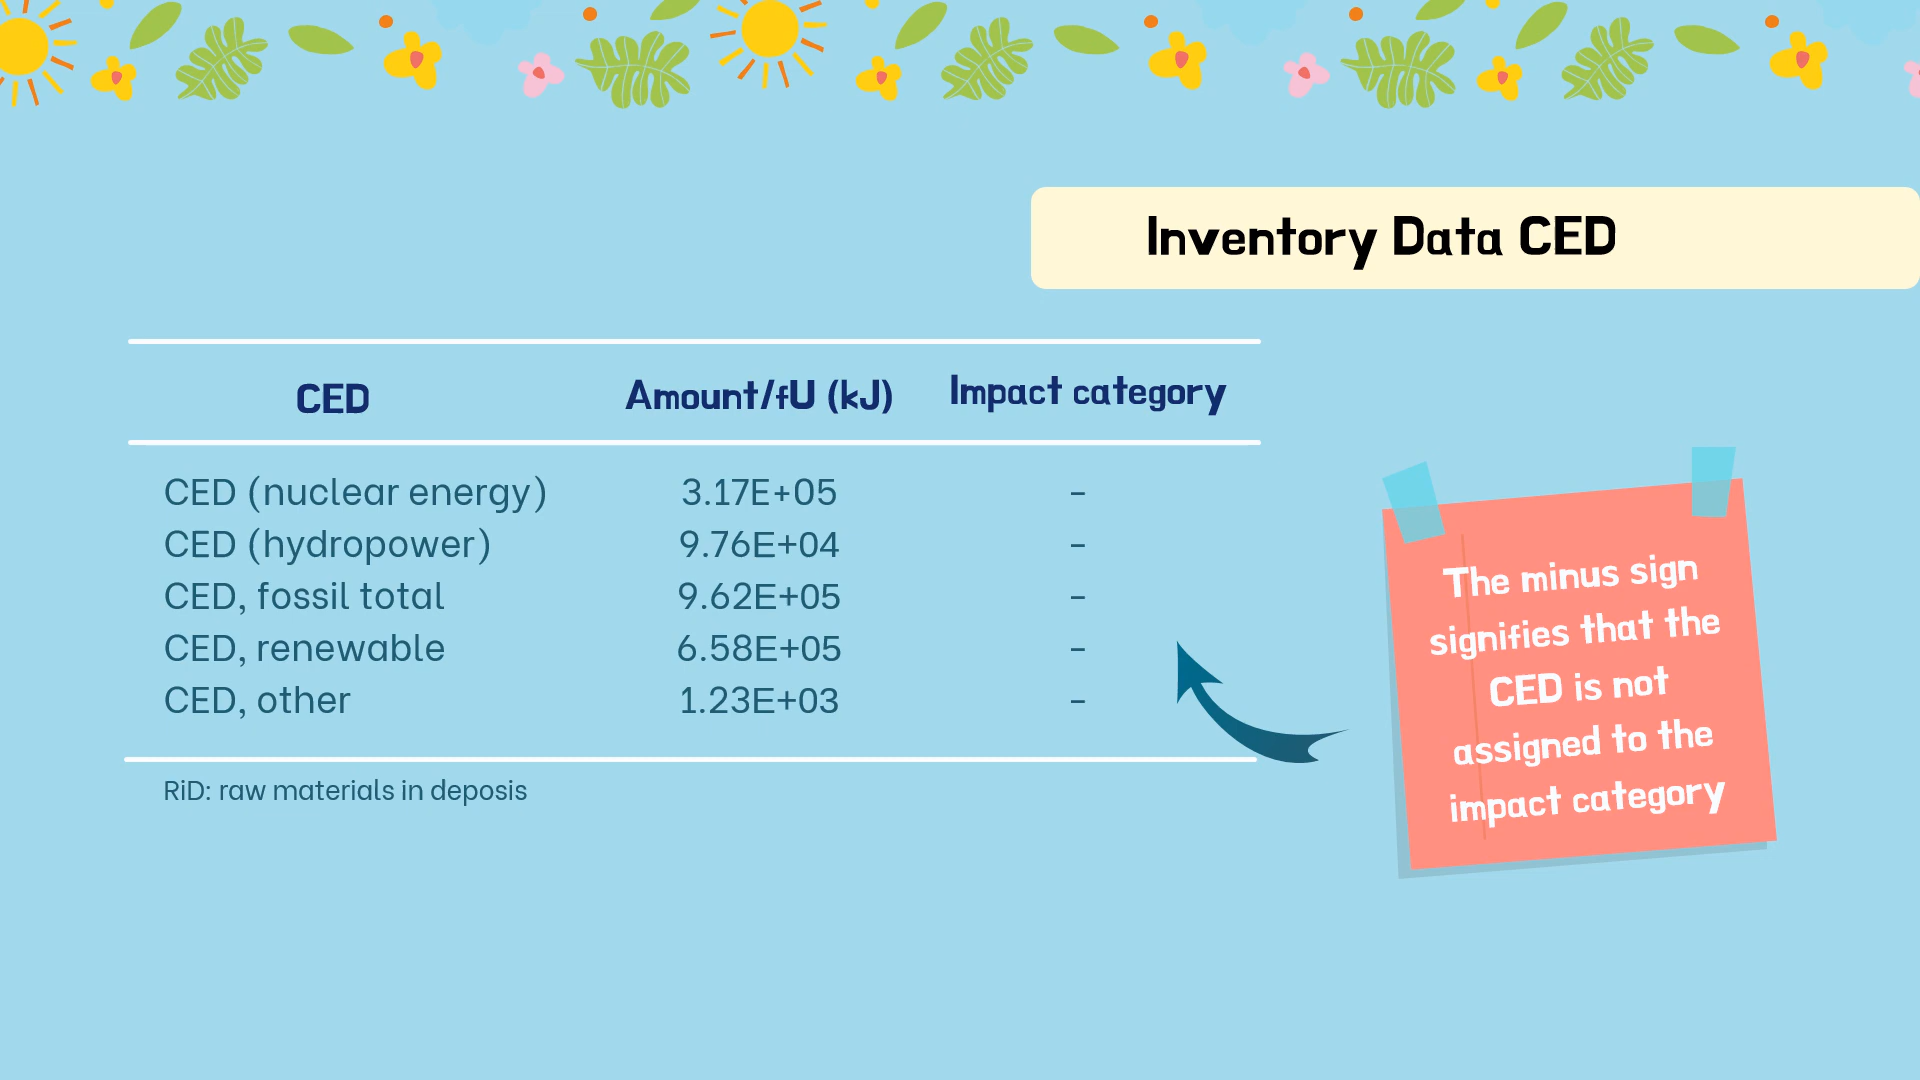 Inventory Data CED
CED Amount/fU (kJ) Impact category
CED (nuclear energy) 3.17E+05 -
CED (hydropower) 9.76E+04 -
CED, fossil total 9.62E+05 -
CED, renewable 6.58E+05 -
CED, other 1.23E+03 -
RiD: raw materials in deposis
The minus sign
signifies that the
CED is not
assigned to the
impact category